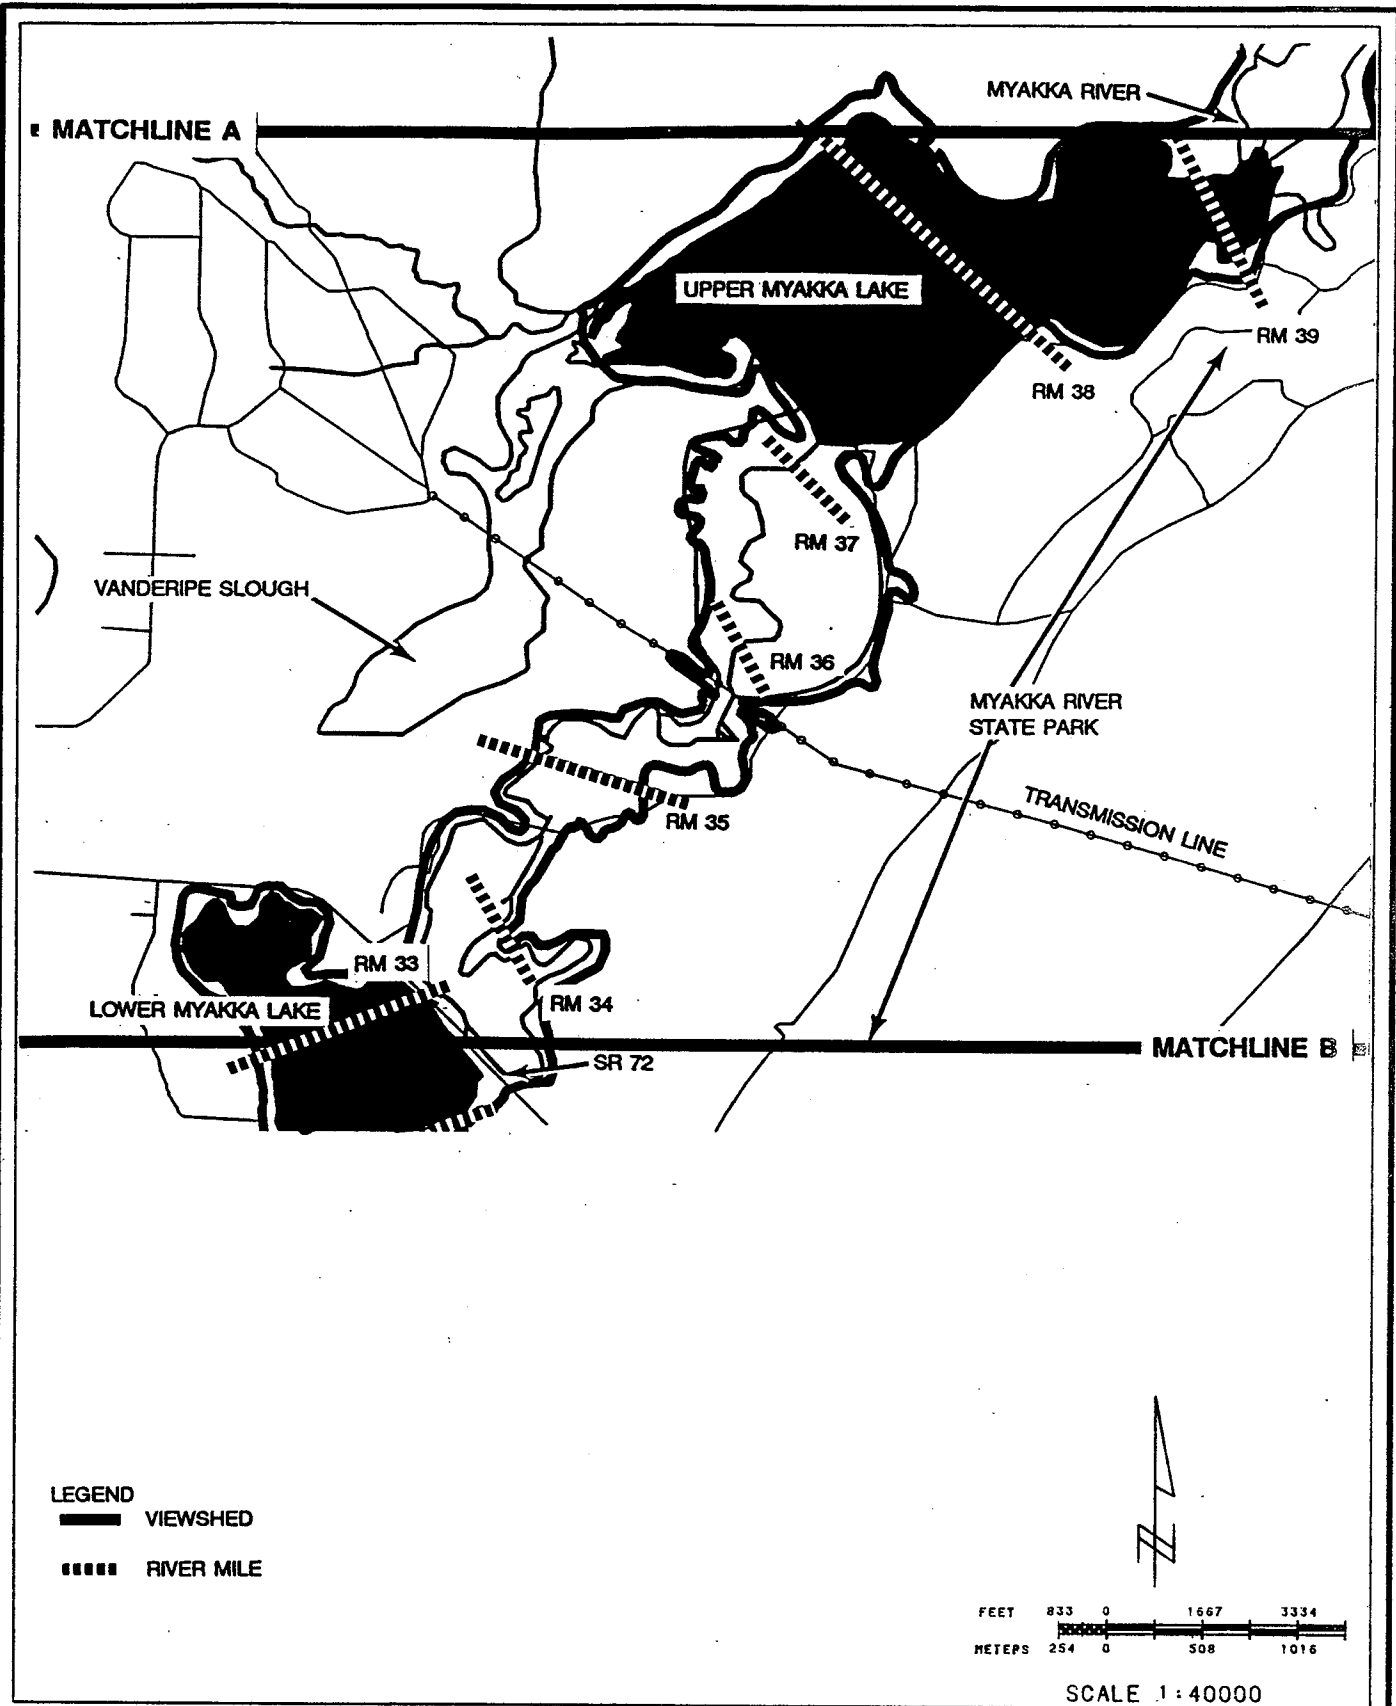 MYAKKA RIVER
MATCHLINE A
UPPER MYAKKA LAKE
RM 39
RM 38
RM 37
VANDERIPE SLOUGH
RM 36
MYAKKA RIVER
STATE PARK
TRANSMISSION LINE
RM 35
RM 33
RM 34
LOWER MYAKKA LAKE
MATCHLINE B
SR 72
LEGEND
VIEWSHED
RIVER MILE
N
FEET 833 0 1667 3334
METERS 254 0 508 1016
SCALE 1:40000